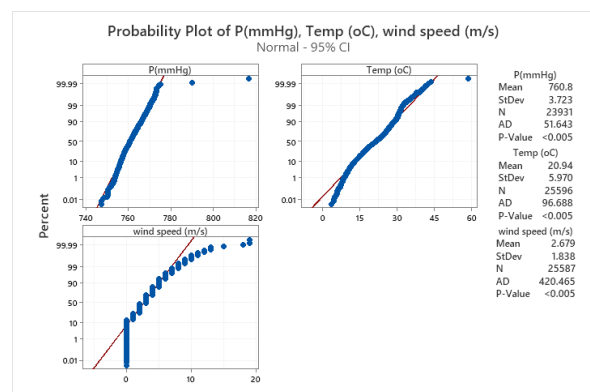 Probability Plot of P(mmHg), Temp (oC), wind speed (m/s)
Normal - 95% CI
P(mmHg)
99.99
99
90
50
10
1
0.01
740 760 780 800 820
Temp (oC)
99.99
99
90
50
10
1
0.01
0 15 30 45 60
wind speed (m/s)
99.99
99
90
50
10
1
0.01
0 10 20
Percent
P(mmHg)
Mean 760.8
StDev 3.723
N 23931
AD 51.643
P-Value <0.005
Temp (oC)
Mean 20.94
StDev 5.970
N 25596
AD 96.688
P-Value <0.005
wind speed (m/s)
Mean 2.679
StDev 1.838
N 25587
AD 420.465
P-Value <0.005